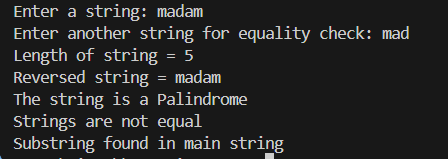 Enter a string: madam
Enter another string for equality check: mad
Length of string = 5
Reversed string = madam
The string is a Palindrome
Strings are not equal
Substring found in main string